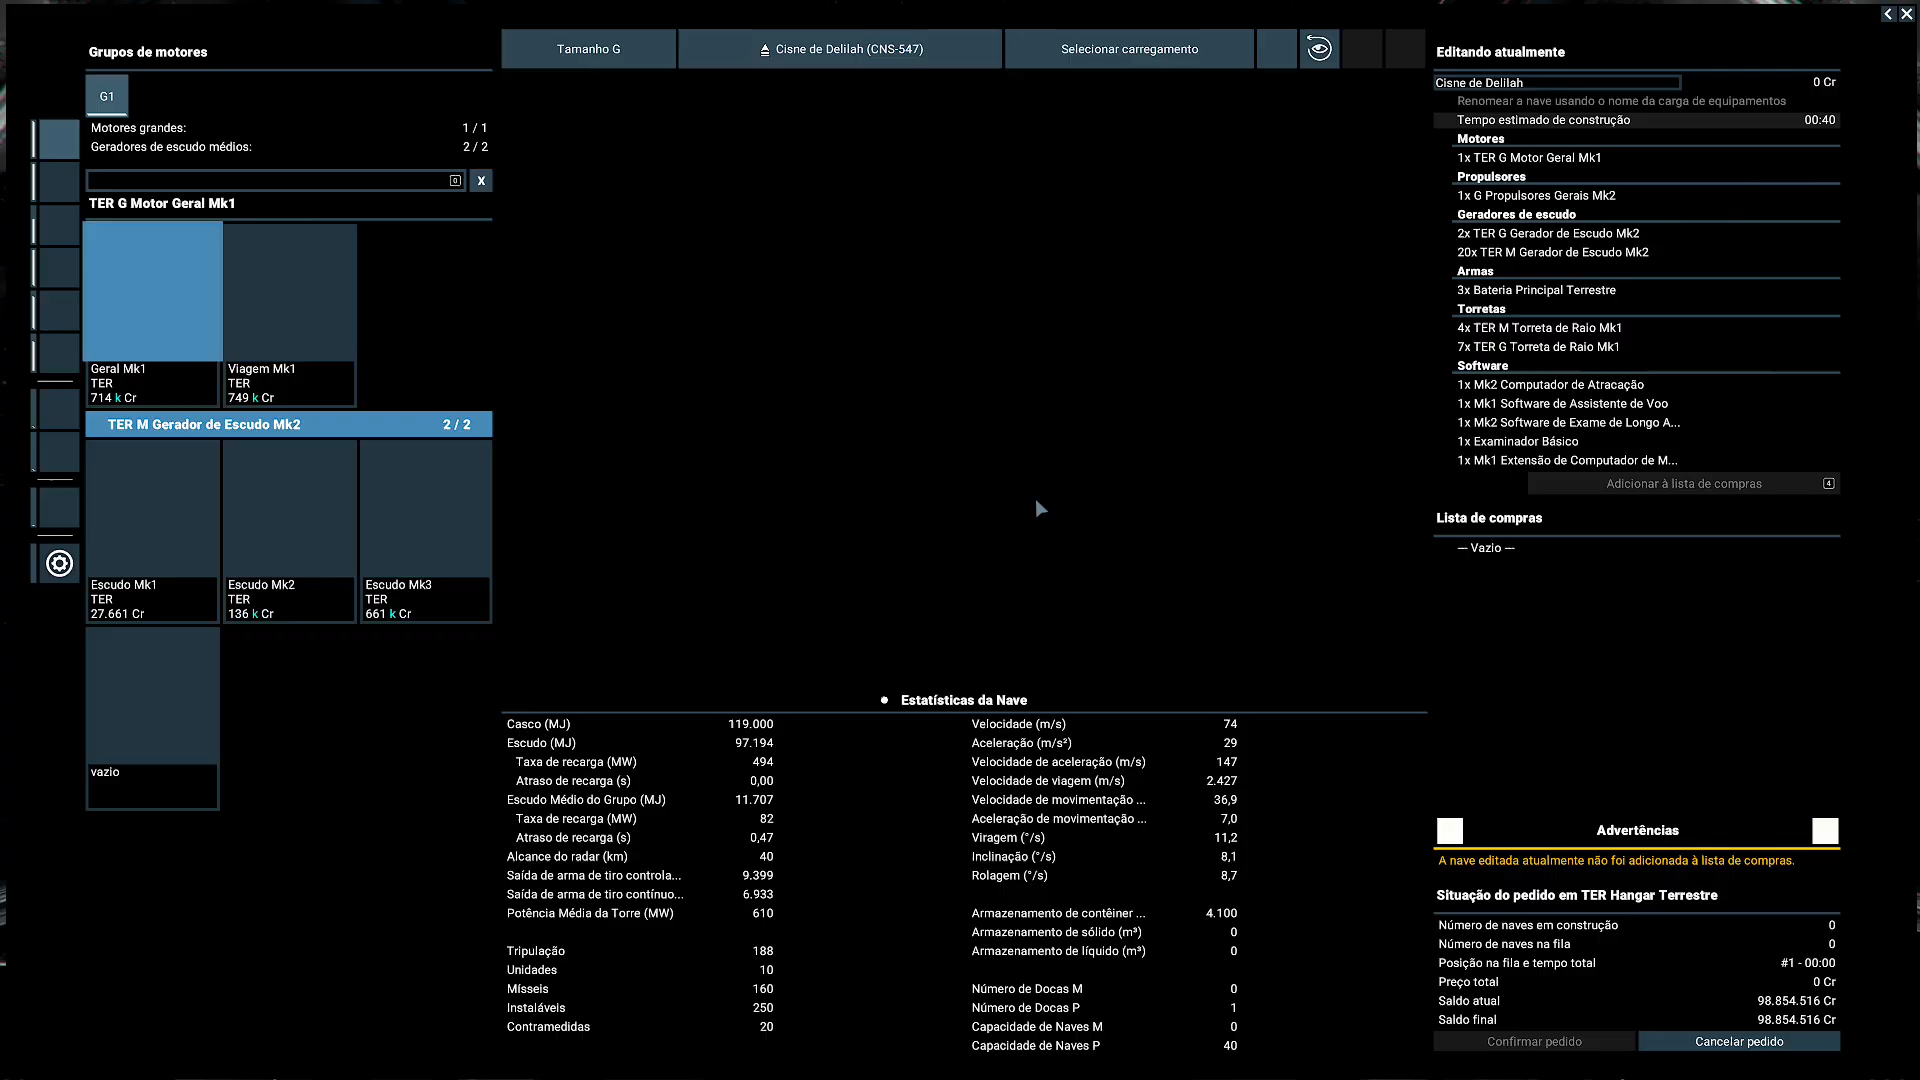 Grupos de motores
G1
Motores grandes: 1 / 1
Geradores de escudo médios: 2 / 2
0 X
TER G Motor Geral Mk1
Geral Mk1
TER
714 k Cr
Viagem Mk1
TER
749 k Cr
TER M Gerador de Escudo Mk2 2 / 2
Escudo Mk1
TER
27.661 Cr
Escudo Mk2
TER
136 k Cr
Escudo Mk3
TER
661 k Cr
vazio
Tamanho G
Cisne de Delilah (CNS-547)
Selecionar carregamento
Estatísticas da Nave
Casco (MJ) 119.000
Escudo (MJ) 97.194
Taxa de recarga (MW) 494
Atraso de recarga (s) 0,00
Escudo Médio do Grupo (MJ) 11.707
Taxa de recarga (MW) 82
Atraso de recarga (s) 0,47
Alcance do radar (km) 40
Saída de arma de tiro controla... 9.399
Saída de arma de tiro contínuo... 6.933
Potência Média da Torre (MW) 610
Tripulação 188
Unidades 10
Mísseis 160
Instaláveis 250
Contramedidas 20
Velocidade (m/s) 74
Aceleração (m/s²) 29
Velocidade de aceleração (m/s) 147
Velocidade de viagem (m/s) 2.427
Velocidade de movimentação ... 36,9
Aceleração de movimentação ... 7,0
Viragem (°/s) 11,2
Inclinação (°/s) 8,1
Rolagem (°/s) 8,7
Armazenamento de contêiner ... 4.100
Armazenamento de sólido (m³) 0
Armazenamento de líquido (m³) 0
Número de Docas M 0
Número de Docas P 1
Capacidade de Naves M 0
Capacidade de Naves P 40
Editando atualmente
Cisne de Delilah 0 Cr
Renomear a nave usando o nome da carga de equipamentos
Tempo estimado de construção 00:40
Motores
1x TER G Motor Geral Mk1
Propulsores
1x G Propulsores Gerais Mk2
Geradores de escudo
2x TER G Gerador de Escudo Mk2
20x TER M Gerador de Escudo Mk2
Armas
3x Bateria Principal Terrestre
Torretas
4x TER M Torreta de Raio Mk1
7x TER G Torreta de Raio Mk1
Software
1x Mk2 Computador de Atracação
1x Mk1 Software de Assistente de Voo
1x Mk2 Software de Exame de Longo A...
1x Examinador Básico
1x Mk1 Extensão de Computador de M...
Adicionar à lista de compras 4
Lista de compras
— Vazio —
Advertências
A nave editada atualmente não foi adicionada à lista de compras.
Situação do pedido em TER Hangar Terrestre
Número de naves em construção 0
Número de naves na fila 0
Posição na fila e tempo total #1 - 00:00
Preço total 0 Cr
Saldo atual 98.854.516 Cr
Saldo final 98.854.516 Cr
Confirmar pedido
Cancelar pedido